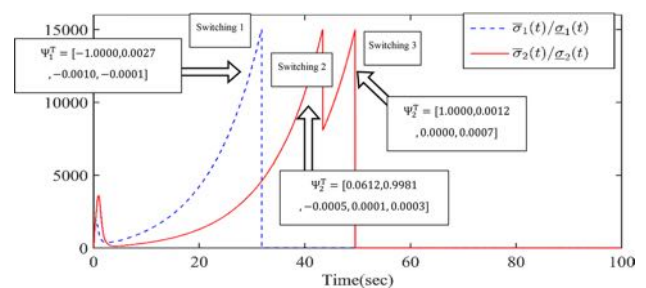 Switching 1
σ̅₁(t)/σ̲₁(t)
σ̅₂(t)/σ̲₂(t)
Ψ₁ᵀ = [−1.0000,0.0027
, −0.0010, −0.0001]
Switching 2
Switching 3
15000
10000
5000
0
Ψ₂ᵀ = [1.0000,0.0012
, 0.0000, 0.0007]
Ψ₂ᵀ = [0.0612,0.9981
, −0.0005, 0.0001, 0.0003]
0 20 40 60 80 100
Time(sec)